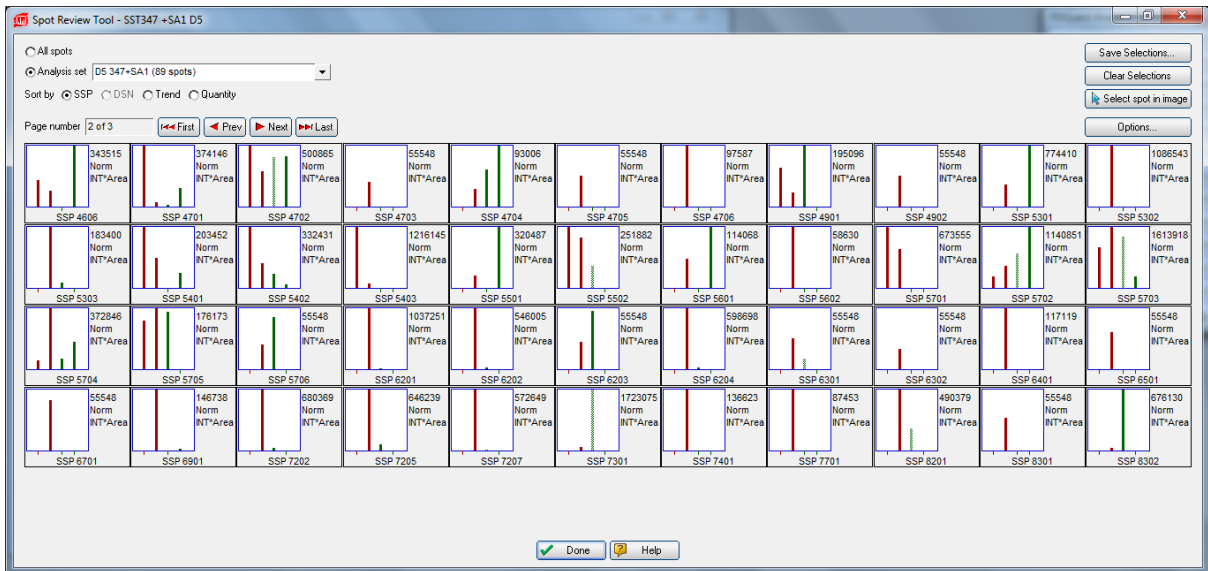 Spot Review Tool - SST347 +SA1 D5
All spots
Analysis set D5 347+SA1 (89 spots)
Sort by SSP DSN Trend Quantity
Page number 2 of 3 First Prev Next Last
Save Selections...
Clear Selections
Select spot in image
Options...
343515 374146 500865 55548 93006 55548 97587 195096 55548 774410 1086543
Norm Norm Norm Norm Norm Norm Norm Norm Norm Norm Norm
INT*Area INT*Area INT*Area INT*Area INT*Area INT*Area INT*Area INT*Area INT*Area INT*Area INT*Area
SSP 4606 SSP 4701 SSP 4702 SSP 4703 SSP 4704 SSP 4705 SSP 4706 SSP 4901 SSP 4902 SSP 5301 SSP 5302
183400 203452 332431 1216145 320487 251882 114068 58630 673555 1140851 1613918
Norm Norm Norm Norm Norm Norm Norm Norm Norm Norm Norm
INT*Area INT*Area INT*Area INT*Area INT*Area INT*Area INT*Area INT*Area INT*Area INT*Area INT*Area
SSP 5303 SSP 5401 SSP 5402 SSP 5403 SSP 5501 SSP 5502 SSP 5601 SSP 5602 SSP 5701 SSP 5702 SSP 5703
372846 176173 55548 1037251 546005 55548 598698 55548 55548 117119 55548
Norm Norm Norm Norm Norm Norm Norm Norm Norm Norm Norm
INT*Area INT*Area INT*Area INT*Area INT*Area INT*Area INT*Area INT*Area INT*Area INT*Area INT*Area
SSP 5704 SSP 5705 SSP 5706 SSP 6201 SSP 6202 SSP 6203 SSP 6204 SSP 6301 SSP 6302 SSP 6401 SSP 6501
55548 146738 680369 646239 572649 1723075 136623 87453 490379 55548 676130
Norm Norm Norm Norm Norm Norm Norm Norm Norm Norm Norm
INT*Area INT*Area INT*Area INT*Area INT*Area INT*Area INT*Area INT*Area INT*Area INT*Area INT*Area
SSP 6701 SSP 6901 SSP 7202 SSP 7205 SSP 7207 SSP 7301 SSP 7401 SSP 7701 SSP 8201 SSP 8301 SSP 8302
Done Help